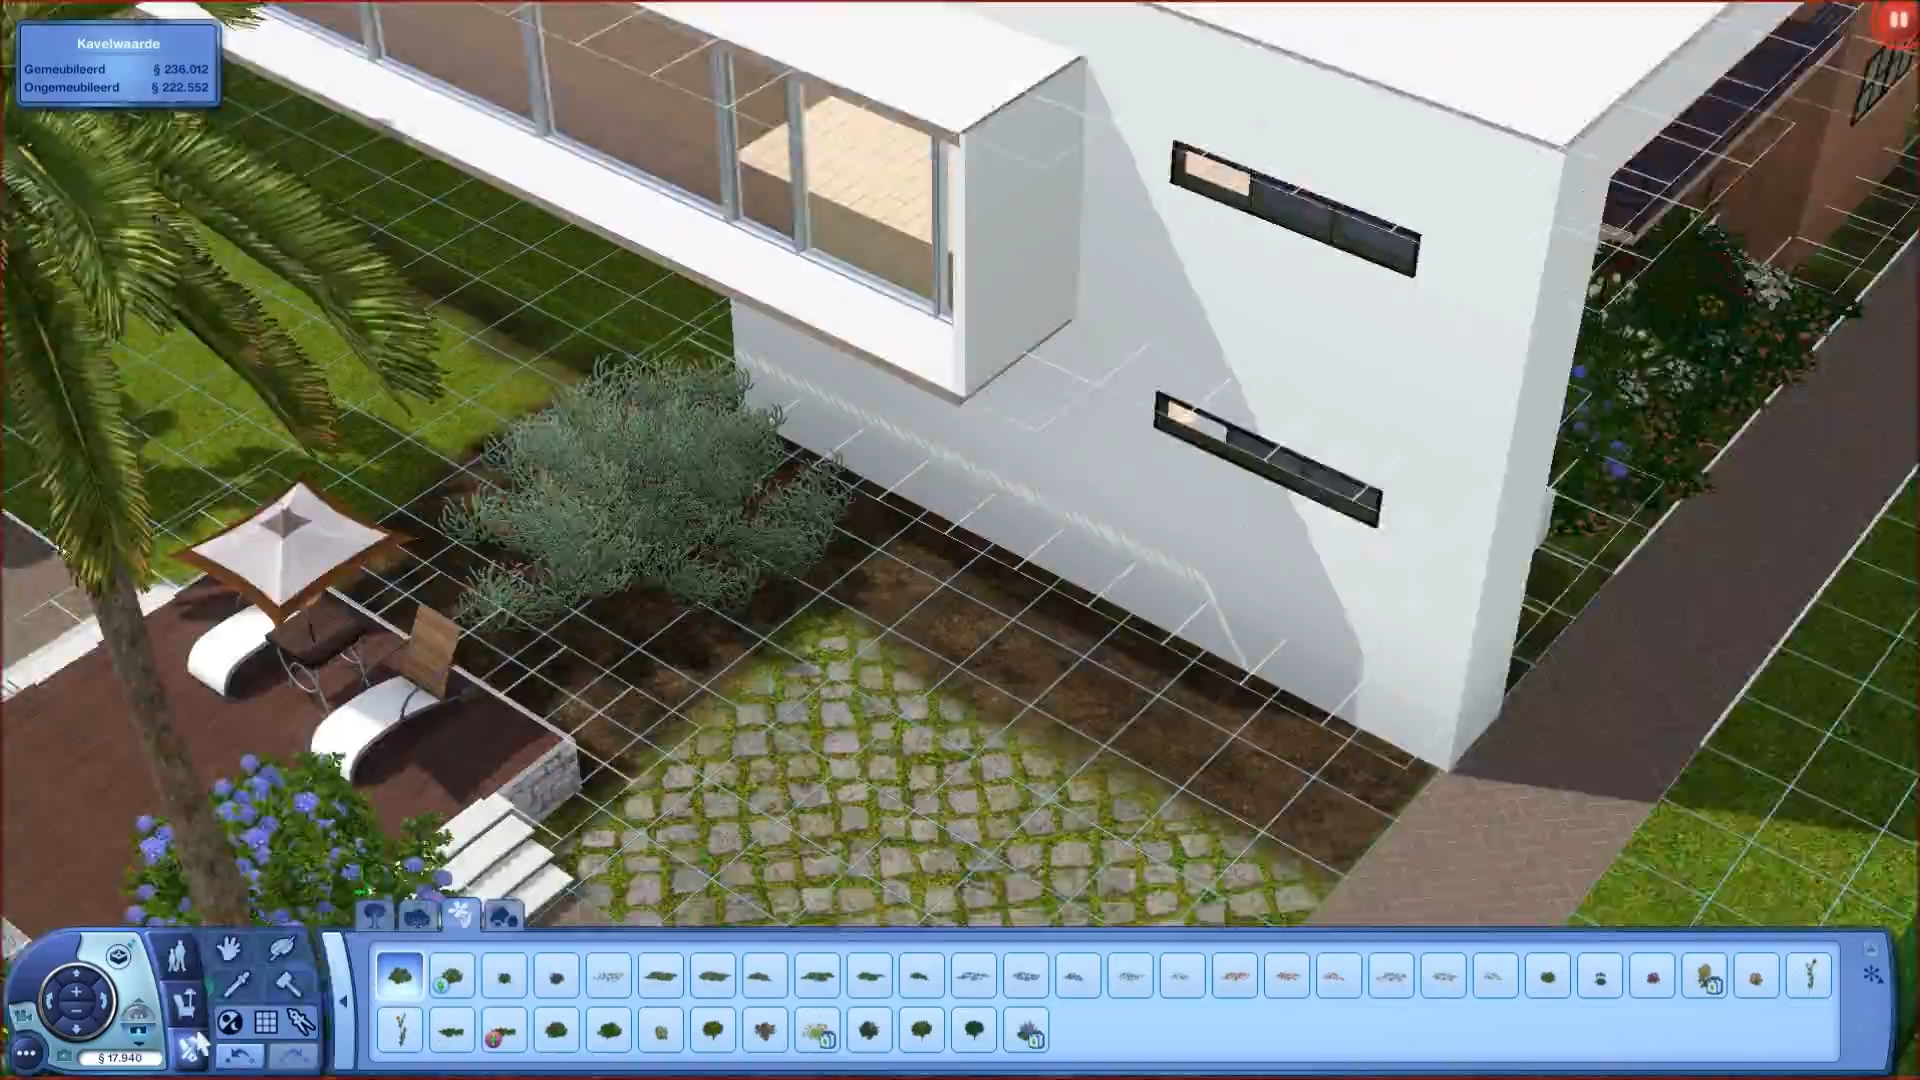 Kavelwaarde
Gemeubileerd § 236.012
Ongemeubileerd § 222.552
§ 17.940